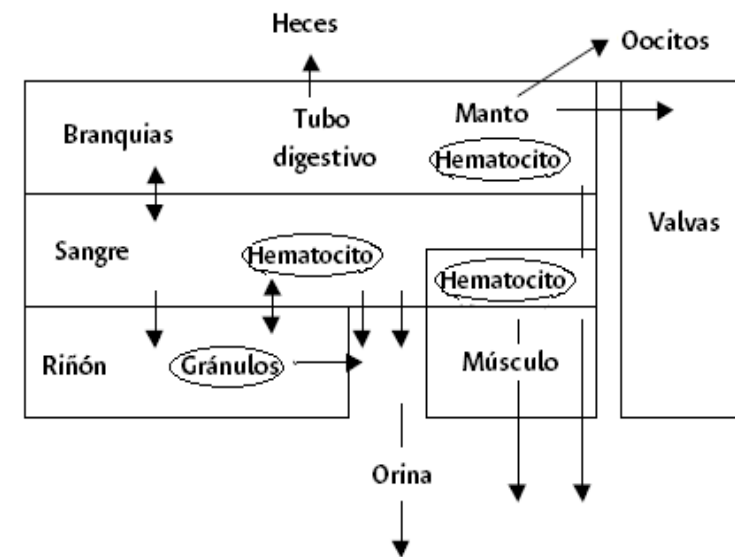 Heces
Oocitos
Branquias
Tubo
digestivo
Manto
Hematocito
Sangre
Hematocito
Hematocito
Valvas
Riñón
Gránulos
Músculo
Orina